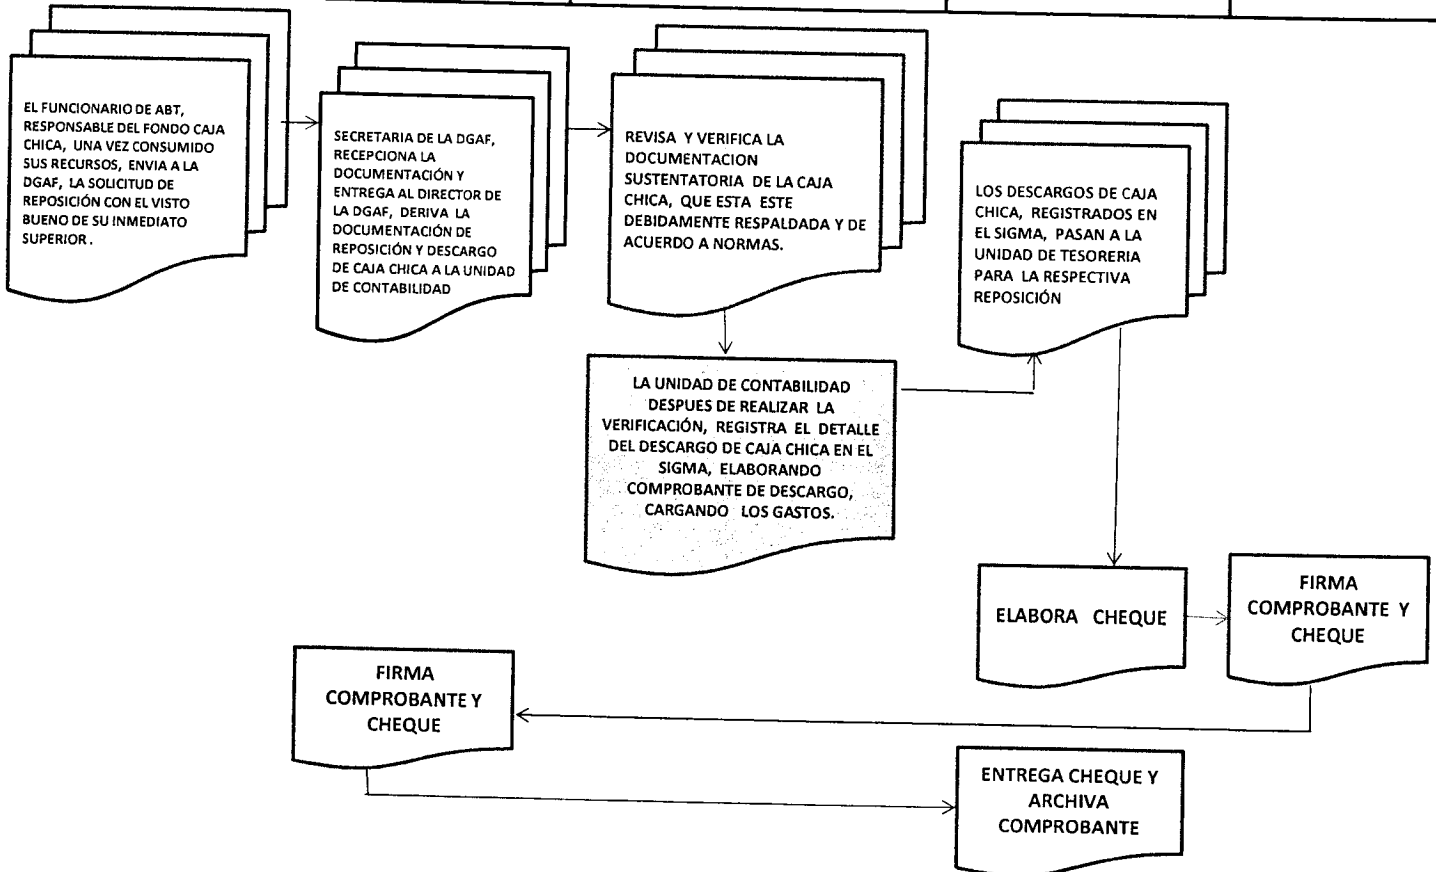 EL FUNCIONARIO DE ABT,
RESPONSABLE DEL FONDO CAJA
CHICA, UNA VEZ CONSUMIDO
SUS RECURSOS, ENVIA A LA
DGAF, LA SOLICITUD DE
REPOSICIÓN CON EL VISTO
BUENO DE SU INMEDIATO
SUPERIOR.
SECRETARIA DE LA DGAF,
RECEPCIONA LA
DOCUMENTACIÓN Y
ENTREGA AL DIRECTOR DE
LA DGAF, DERIVA LA
DOCUMENTACIÓN DE
REPOSICIÓN Y DESCARGO
DE CAJA CHICA A LA UNIDAD
DE CONTABILIDAD
REVISA Y VERIFICA LA
DOCUMENTACION
SUSTENTATORIA DE LA CAJA
CHICA, QUE ESTA ESTE
DEBIDAMENTE RESPALDADA Y DE
ACUERDO A NORMAS.
LOS DESCARGOS DE CAJA
CHICA, REGISTRADOS EN
EL SIGMA, PASAN A LA
UNIDAD DE TESORERIA
PARA LA RESPECTIVA
REPOSICIÓN
LA UNIDAD DE CONTABILIDAD
DESPUES DE REALIZAR LA
VERIFICACIÓN, REGISTRA EL DETALLE
DEL DESCARGO DE CAJA CHICA EN EL
SIGMA, ELABORANDO
COMPROBANTE DE DESCARGO,
CARGANDO LOS GASTOS.
ELABORA CHEQUE
FIRMA
COMPROBANTE Y
CHEQUE
FIRMA
COMPROBANTE Y
CHEQUE
ENTREGA CHEQUE Y
ARCHIVA
COMPROBANTE